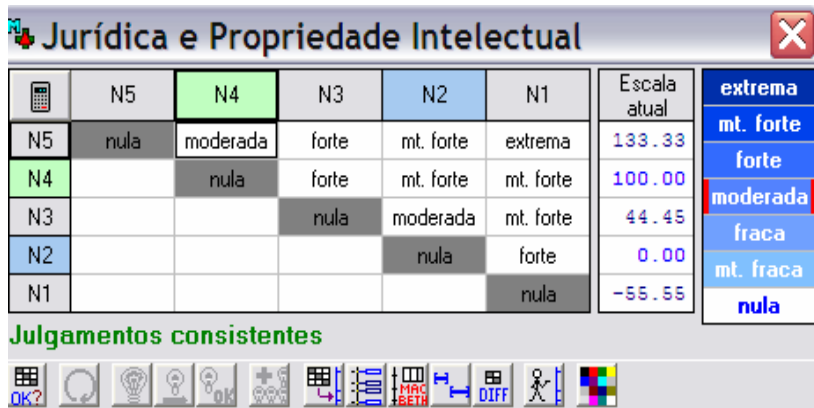 Jurídica e Propriedade Intelectual
N5 N4 N3 N2 N1 Escala atual
N5 nula moderada forte mt. forte extrema 133.33
N4 nula forte mt. forte mt. forte 100.00
N3 nula moderada mt. forte 44.45
N2 nula forte 0.00
N1 nula -55.55
extrema
mt. forte
forte
moderada
fraca
mt. fraca
nula
Julgamentos consistentes
OK? OK MAC BETH DIFF